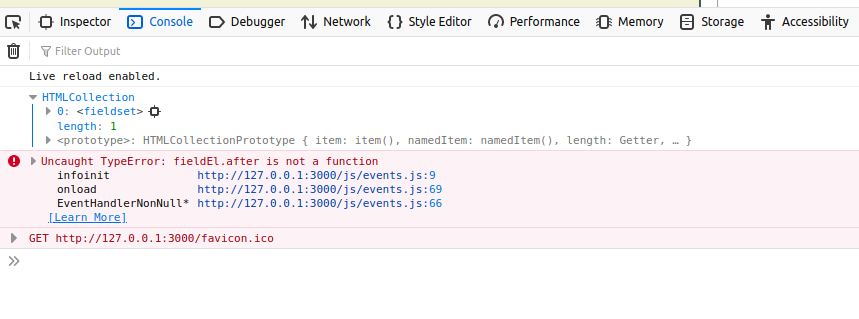 Inspector Console Debugger Network Style Editor Performance Memory Storage Accessibility
Filter Output
Live reload enabled.
HTMLCollection
0: <fieldset>
length: 1
<prototype>: HTMLCollectionPrototype { item: item(), namedItem: namedItem(), length: Getter, … }
Uncaught TypeError: fieldEl.after is not a function
infoinit http://127.0.0.1:3000/js/events.js:9
onload http://127.0.0.1:3000/js/events.js:69
EventHandlerNonNull* http://127.0.0.1:3000/js/events.js:66
[Learn More]
GET http://127.0.0.1:3000/favicon.ico